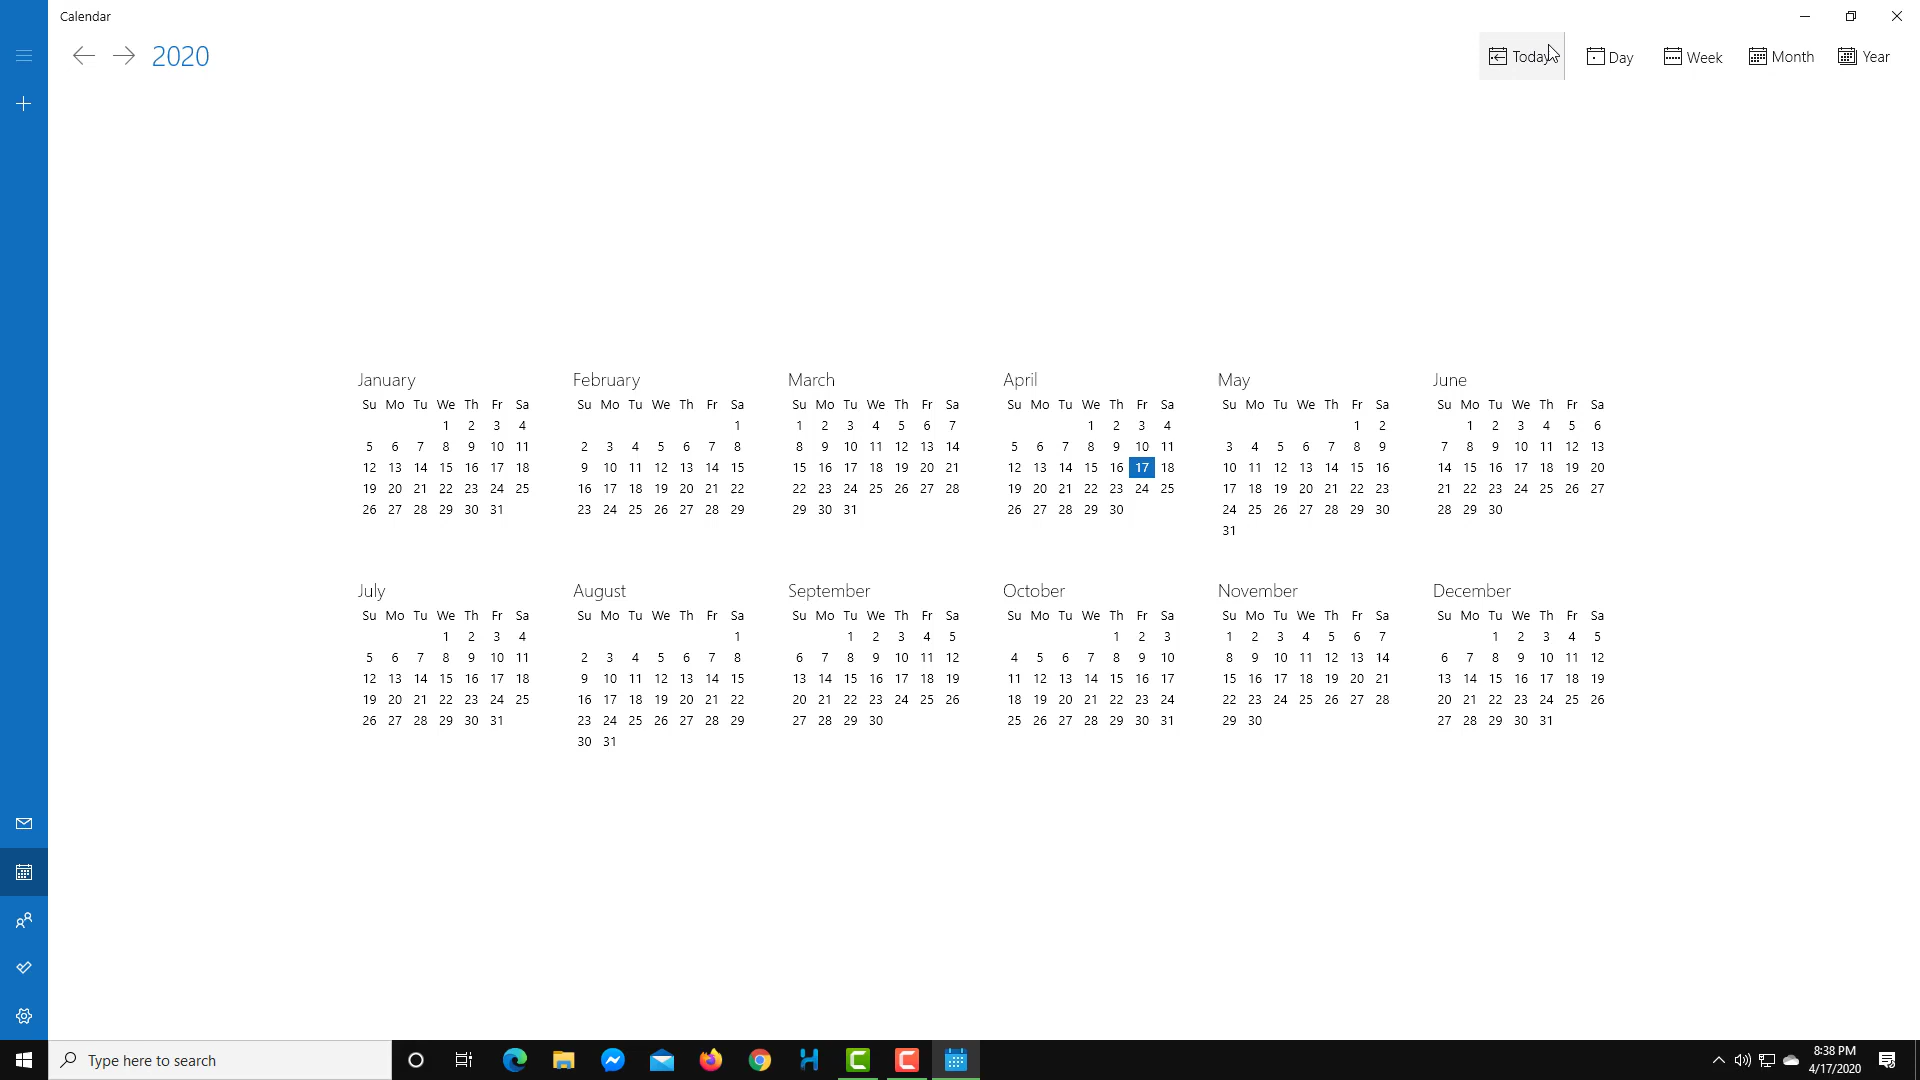 Calendar
2020
Today
Day
Week
Month
Year
January
Su Mo Tu We Th Fr Sa
1 2 3 4
5 6 7 8 9 10 11
12 13 14 15 16 17 18
19 20 21 22 23 24 25
26 27 28 29 30 31
February
Su Mo Tu We Th Fr Sa
1
2 3 4 5 6 7 8
9 10 11 12 13 14 15
16 17 18 19 20 21 22
23 24 25 26 27 28 29
March
Su Mo Tu We Th Fr Sa
1 2 3 4 5 6 7
8 9 10 11 12 13 14
15 16 17 18 19 20 21
22 23 24 25 26 27 28
29 30 31
April
Su Mo Tu We Th Fr Sa
1 2 3 4
5 6 7 8 9 10 11
12 13 14 15 16 17 18
19 20 21 22 23 24 25
26 27 28 29 30
May
Su Mo Tu We Th Fr Sa
1 2
3 4 5 6 7 8 9
10 11 12 13 14 15 16
17 18 19 20 21 22 23
24 25 26 27 28 29 30
31
June
Su Mo Tu We Th Fr Sa
1 2 3 4 5 6
7 8 9 10 11 12 13
14 15 16 17 18 19 20
21 22 23 24 25 26 27
28 29 30
July
Su Mo Tu We Th Fr Sa
1 2 3 4
5 6 7 8 9 10 11
12 13 14 15 16 17 18
19 20 21 22 23 24 25
26 27 28 29 30 31
August
Su Mo Tu We Th Fr Sa
1
2 3 4 5 6 7 8
9 10 11 12 13 14 15
16 17 18 19 20 21 22
23 24 25 26 27 28 29
30 31
September
Su Mo Tu We Th Fr Sa
1 2 3 4 5
6 7 8 9 10 11 12
13 14 15 16 17 18 19
20 21 22 23 24 25 26
27 28 29 30
October
Su Mo Tu We Th Fr Sa
1 2 3
4 5 6 7 8 9 10
11 12 13 14 15 16 17
18 19 20 21 22 23 24
25 26 27 28 29 30 31
November
Su Mo Tu We Th Fr Sa
1 2 3 4 5 6 7
8 9 10 11 12 13 14
15 16 17 18 19 20 21
22 23 24 25 26 27 28
29 30
December
Su Mo Tu We Th Fr Sa
1 2 3 4 5
6 7 8 9 10 11 12
13 14 15 16 17 18 19
20 21 22 23 24 25 26
27 28 29 30 31
Type here to search
8:38 PM
4/17/2020